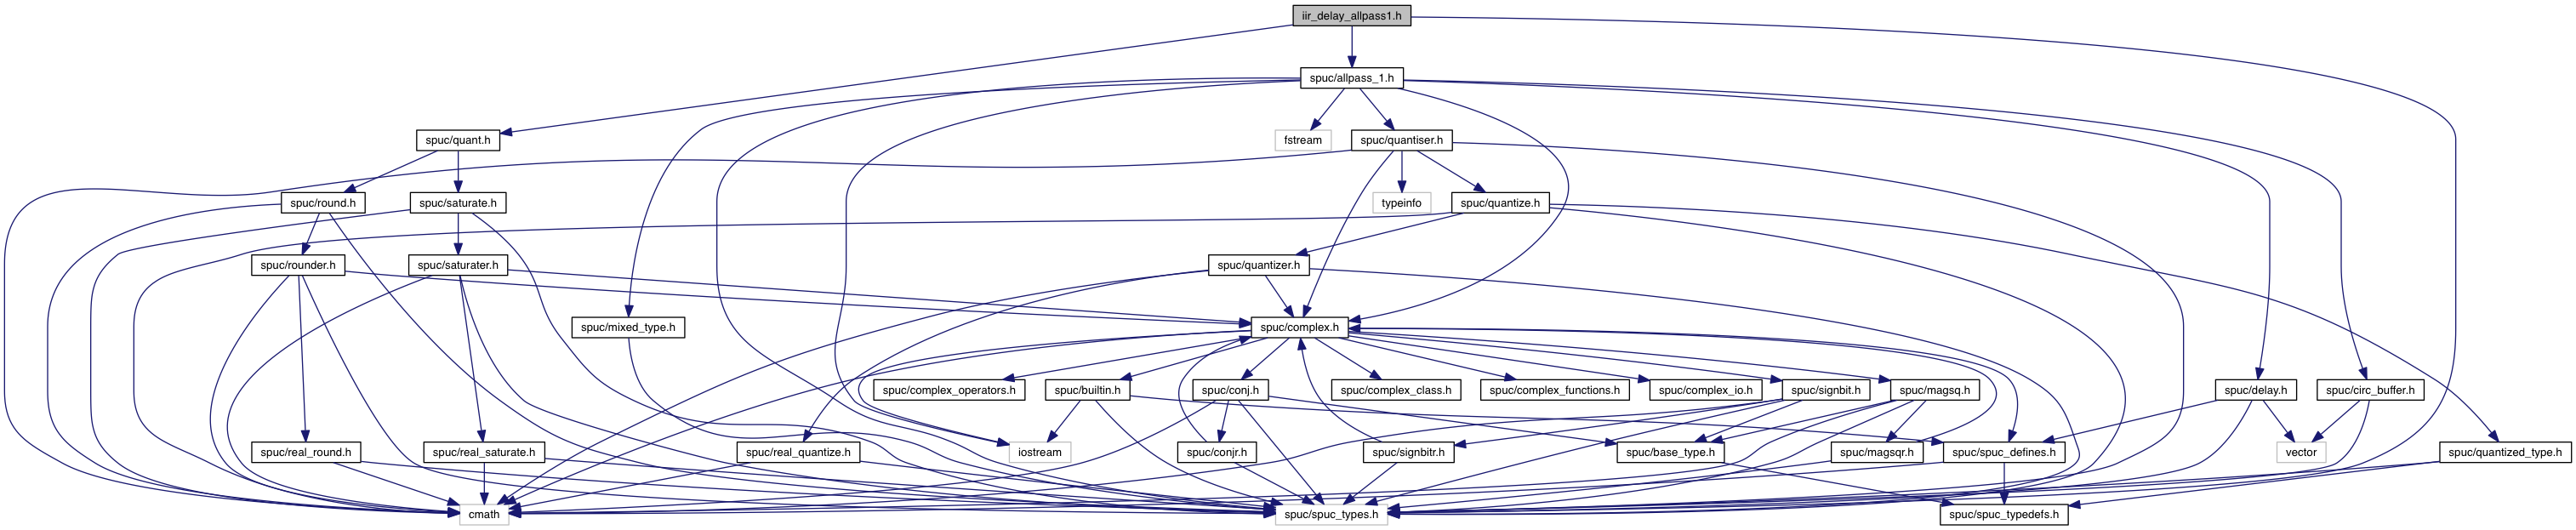 iir_delay_allpass1.h
spuc/allpass_1.h
spuc/quant.h
fstream
spuc/quantiser.h
spuc/round.h
spuc/saturate.h
typeinfo
spuc/quantize.h
spuc/rounder.h
spuc/saturater.h
spuc/quantizer.h
spuc/mixed_type.h
spuc/complex.h
spuc/complex_operators.h
spuc/builtin.h
spuc/conj.h
spuc/complex_class.h
spuc/complex_functions.h
spuc/complex_io.h
spuc/signbit.h
spuc/magsq.h
spuc/delay.h
spuc/circ_buffer.h
spuc/real_round.h
spuc/real_saturate.h
spuc/real_quantize.h
iostream
spuc/conjr.h
spuc/signbitr.h
spuc/base_type.h
spuc/magsqr.h
spuc/spuc_defines.h
vector
spuc/quantized_type.h
cmath
spuc/spuc_types.h
spuc/spuc_typedefs.h